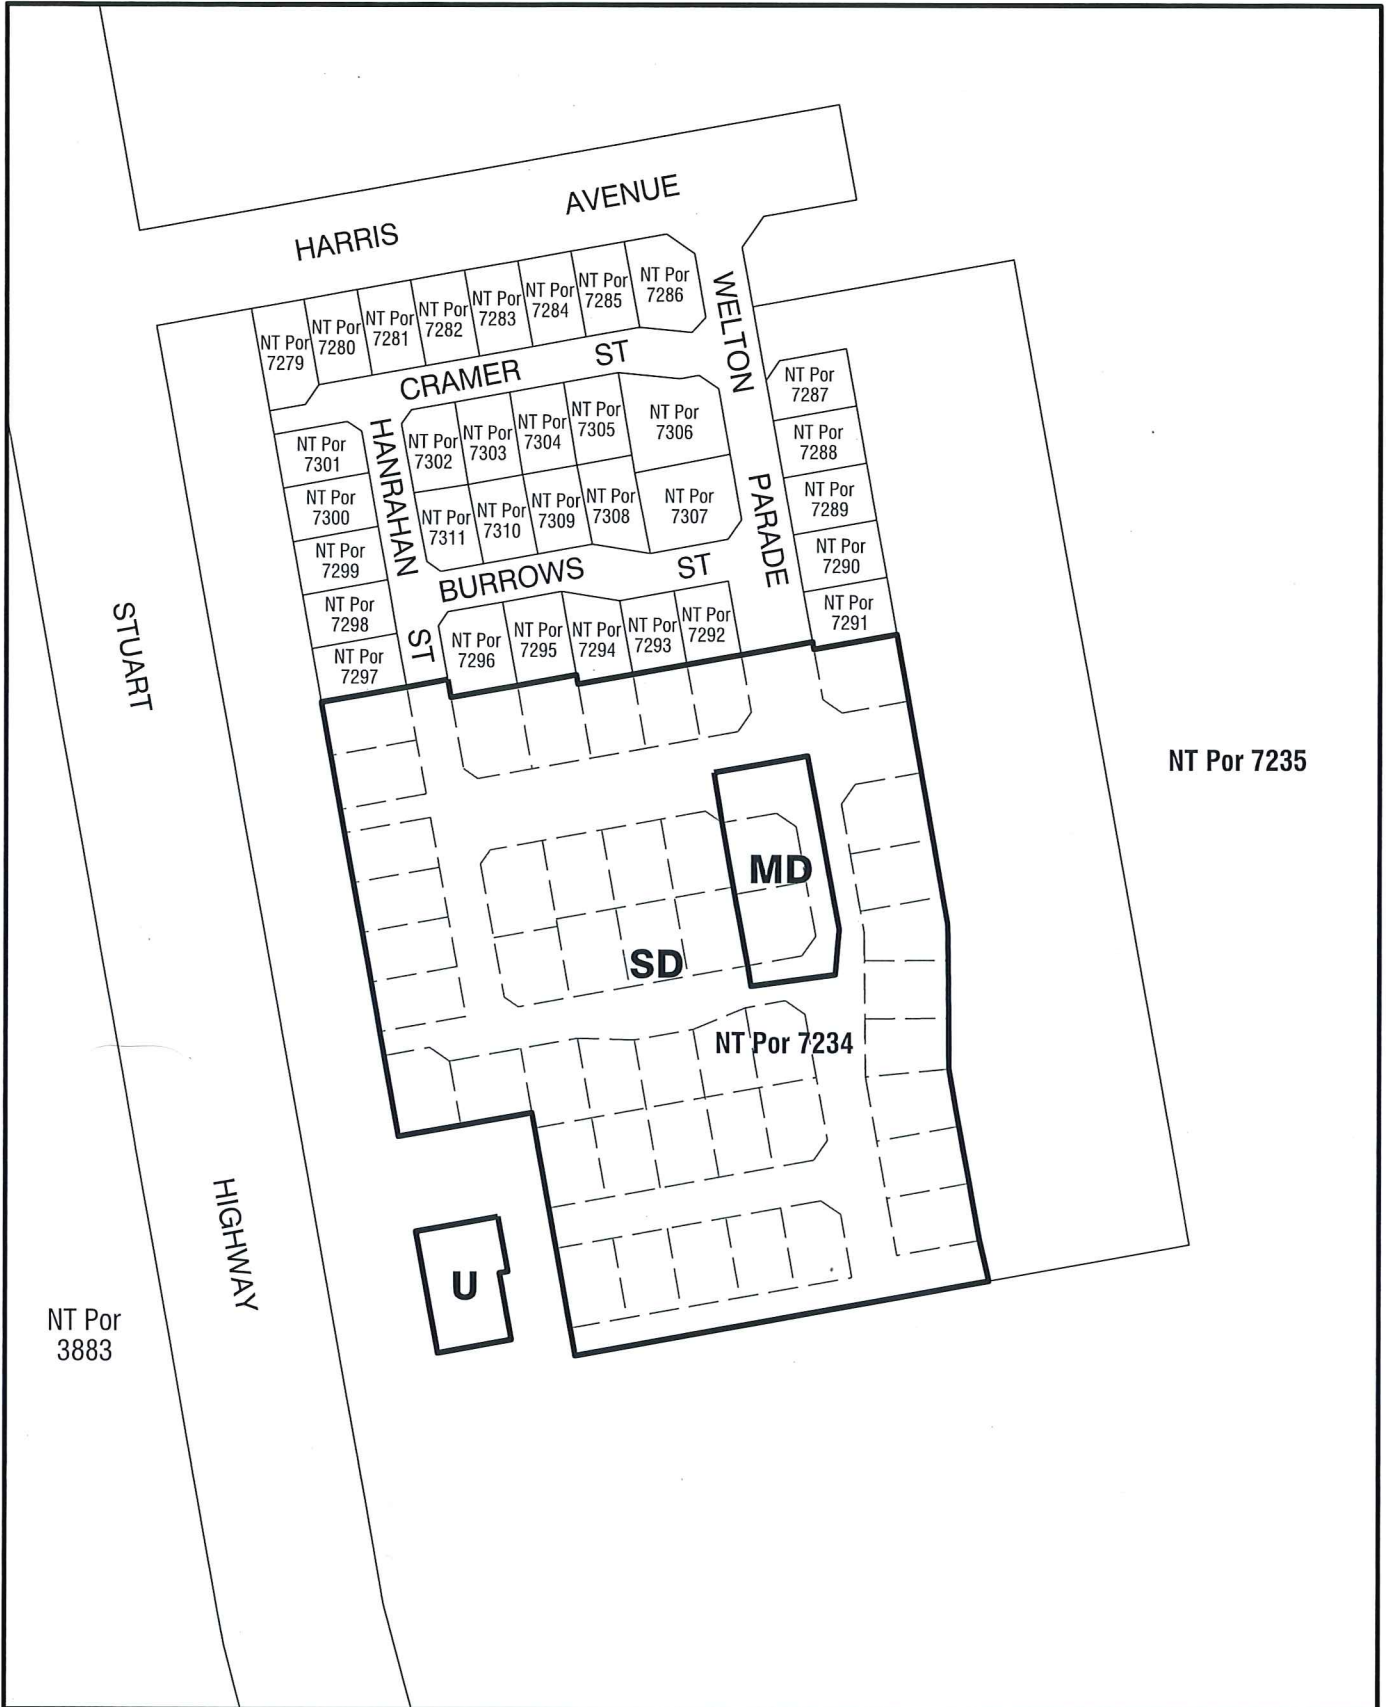 HARRIS AVENUE
NT Por
7279
NT Por
7280
NT Por
7281
NT Por
7282
NT Por
7283
NT Por
7284
NT Por
7285
NT Por
7286
WELTON
PARADE
CRAMER ST
NT Por
7287
NT Por
7288
NT Por
7289
NT Por
7290
NT Por
7291
NT Por
7301
NT Por
7300
NT Por
7299
NT Por
7298
NT Por
7297
HANRAHAN
ST
NT Por
7302
NT Por
7303
NT Por
7304
NT Por
7305
NT Por
7306
NT Por
7311
NT Por
7310
NT Por
7309
NT Por
7308
NT Por
7307
BURROWS ST
NT Por
7296
NT Por
7295
NT Por
7294
NT Por
7293
NT Por
7292
STUART
HIGHWAY
NT Por 7235
MD
SD
NT Por 7234
U
NT Por
3883